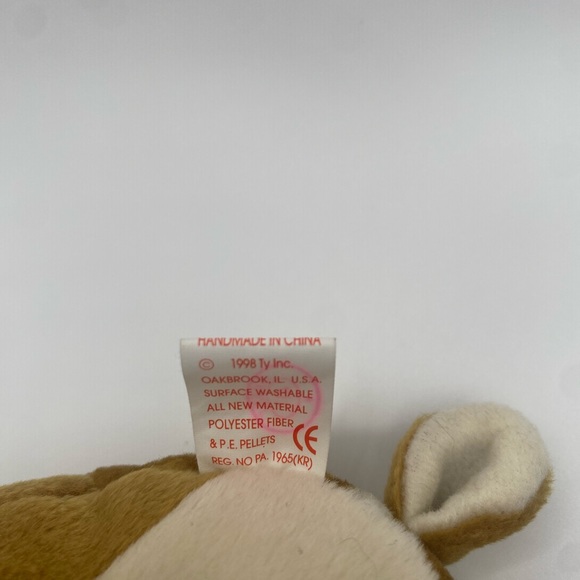 HANDMADE IN CHINA
© 1998 Ty Inc.
OAKBROOK, IL. U.S.A.
SURFACE WASHABLE
ALL NEW MATERIAL
POLYESTER FIBER
& P.E. PELLETS CE
REG. NO PA. 1965(KR)